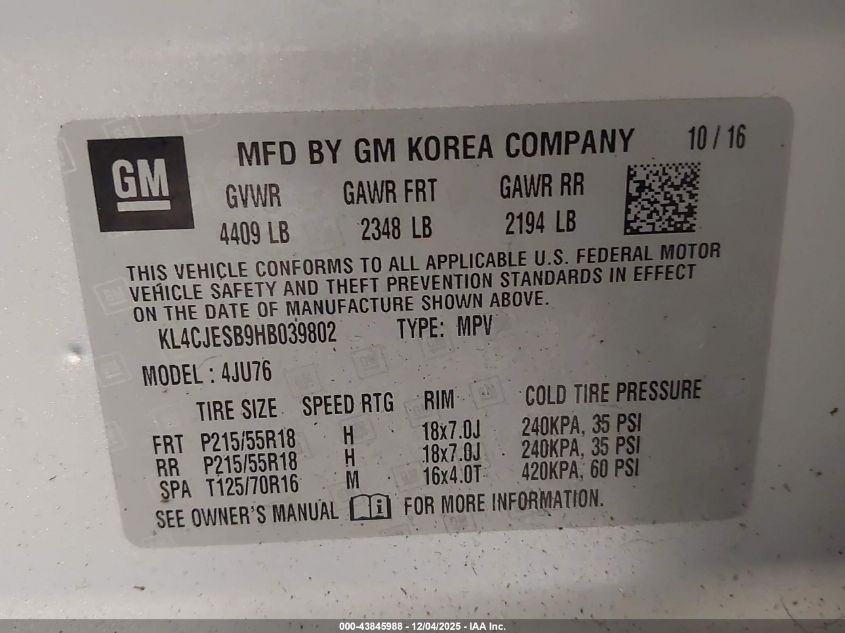 GM
MFD BY GM KOREA COMPANY 10 / 16
GVWR GAWR FRT GAWR RR
4409 LB 2348 LB 2194 LB
THIS VEHICLE CONFORMS TO ALL APPLICABLE U.S. FEDERAL MOTOR
VEHICLE SAFETY AND THEFT PREVENTION STANDARDS IN EFFECT
ON THE DATE OF MANUFACTURE SHOWN ABOVE.
KL4CJESB9HB039802 TYPE: MPV
MODEL : 4JU76
TIRE SIZE SPEED RTG RIM COLD TIRE PRESSURE
FRT P215/55R18 H 18x7.0J 240KPA, 35 PSI
RR P215/55R18 H 18x7.0J 240KPA, 35 PSI
SPA T125/70R16 M 16x4.0T 420KPA, 60 PSI
SEE OWNER'S MANUAL FOR MORE INFORMATION.
000-43845988 - 12/04/2025 - IAA Inc.